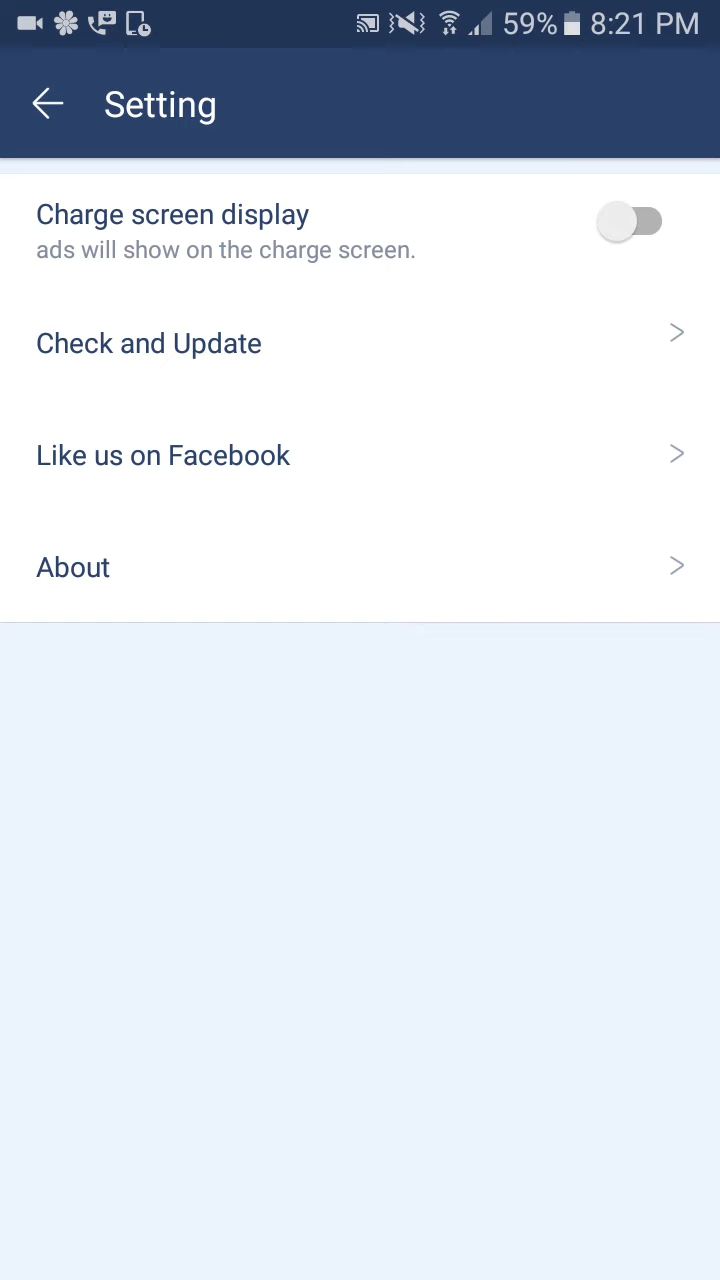 59% 8:21 PM
Setting
Charge screen display
ads will show on the charge screen.
Check and Update
Like us on Facebook
About